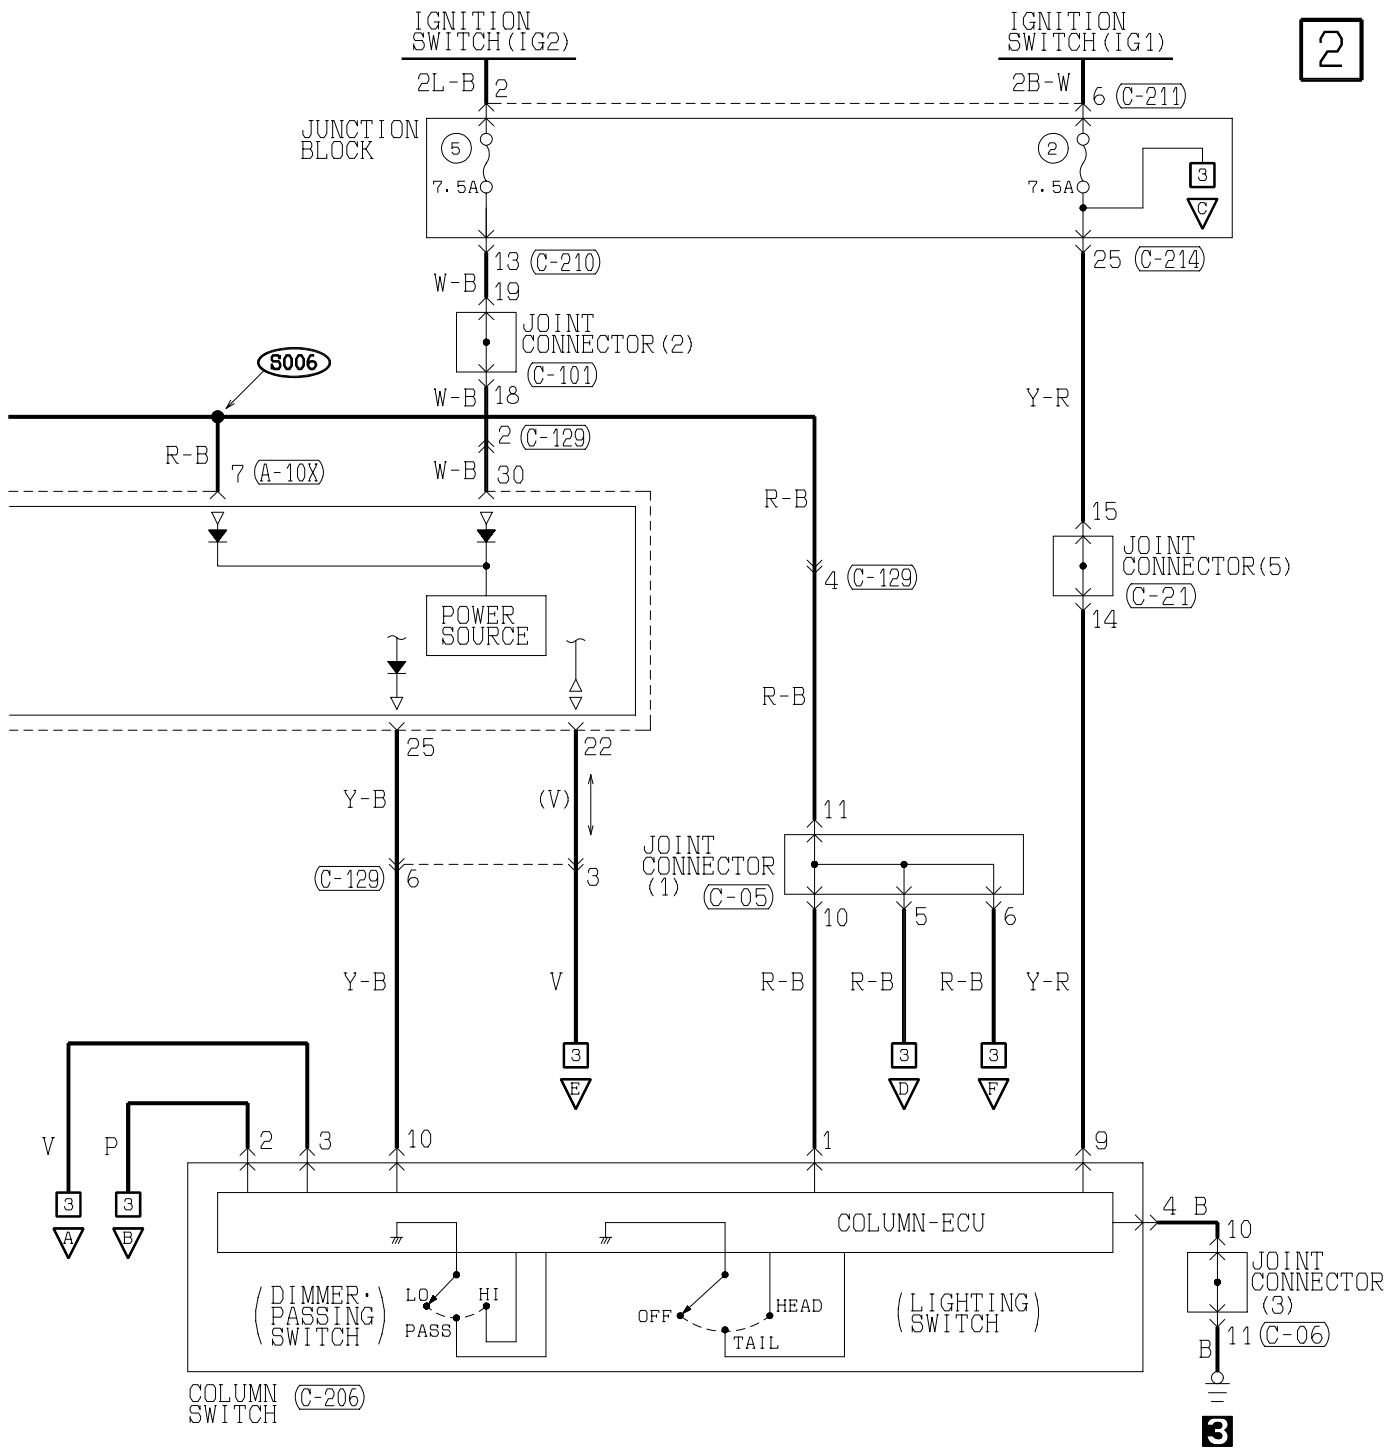 IGNITION
SWITCH(IG2)
IGNITION
SWITCH(IG1)
2
2L-B
2
2B-W
6
C-211
JUNCTION
BLOCK
5
7.5A
2
7.5A
3
C
13
C-210
25
C-214
W-B
19
JOINT
CONNECTOR(2)
C-101
S006
W-B
18
Y-R
2
C-129
R-B
7
A-10X
W-B
30
R-B
15
JOINT
CONNECTOR(5)
C-21
4
C-129
14
POWER
SOURCE
R-B
25
22
Y-B
(V)
11
JOINT
CONNECTOR
(1)
C-05
C-129
6
3
10
5
6
Y-B
V
R-B
R-B
R-B
Y-R
3
E
3
D
3
F
V
P
2
3
10
1
9
3
A
3
B
COLUMN-ECU
4
B
10
JOINT
CONNECTOR
(3)
(DIMMER·
PASSING
SWITCH)
LO
HI
PASS
OFF
HEAD
TAIL
(LIGHTING
SWITCH)
11
C-06
B
COLUMN
SWITCH
C-206
3